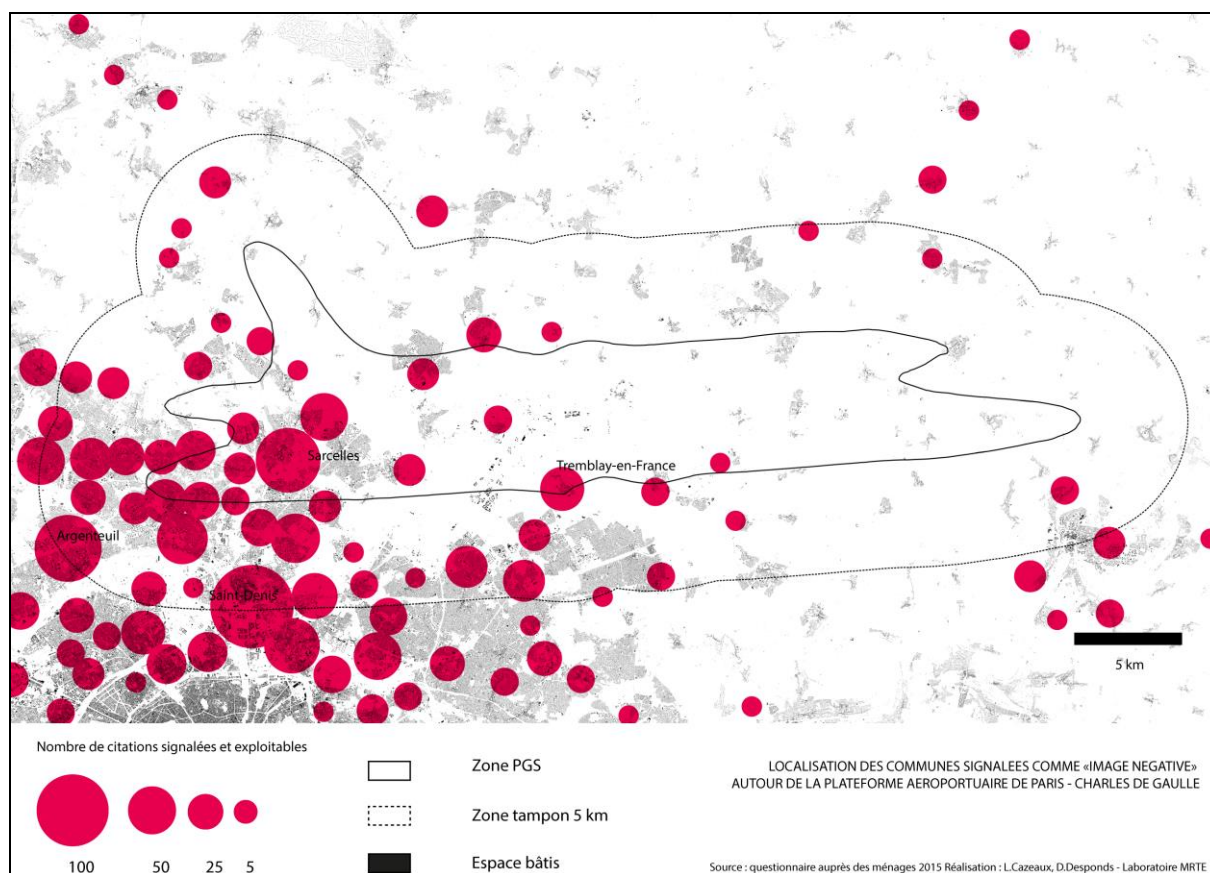 Sarcelles
Tremblay-en-France
Argenteuil
Saint-Denis
5 km
Nombre de citations signalées et exploitables
100 50 25 5
Zone PGS
Zone tampon 5 km
Espace bâtis
LOCALISATION DES COMMUNES SIGNALEES COMME «IMAGE NEGATIVE»
AUTOUR DE LA PLATEFORME AEROPORTUAIRE DE PARIS - CHARLES DE GAULLE
Source : questionnaire auprès des ménages 2015 Réalisation : L.Cazeaux, D.Desponds - Laboratoire MRTE